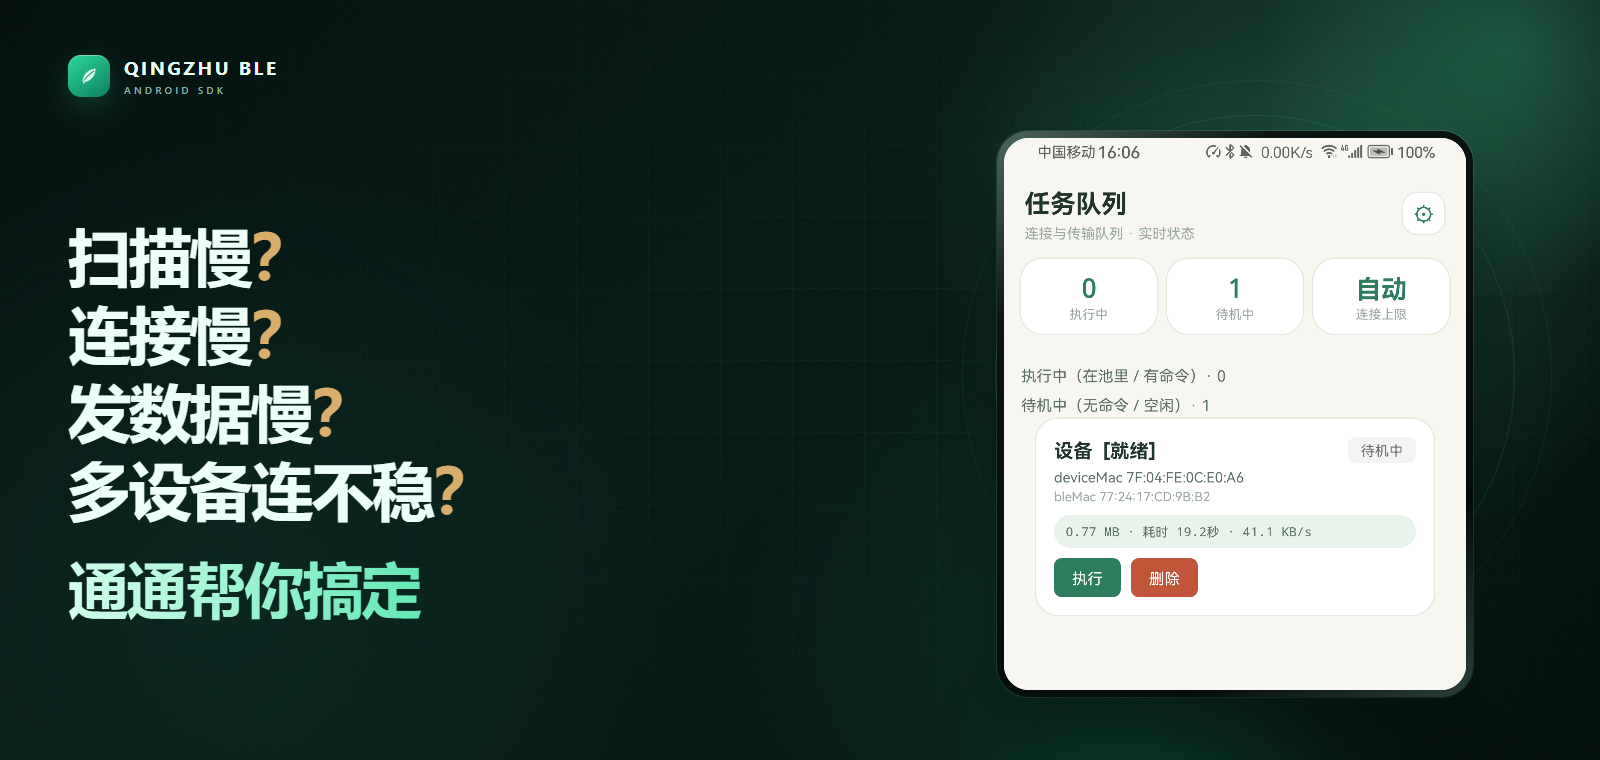 QINGZHU BLE
ANDROID SDK
扫描慢?
连接慢?
发数据慢?
多设备连不稳?
通通帮你搞定
中国移动 16:06 0.00K/s 4G 100%
任务队列
连接与传输队列 · 实时状态
0
执行中
1
待机中
自动
连接上限
执行中（在池里 / 有命令）· 0
待机中（无命令 / 空闲）· 1
设备 [就绪] 待机中
deviceMac 7F:04:FE:0C:E0:A6
bleMac 77:24:17:CD:9B:B2
0.77 MB · 耗时 19.2秒 · 41.1 KB/s
执行 删除